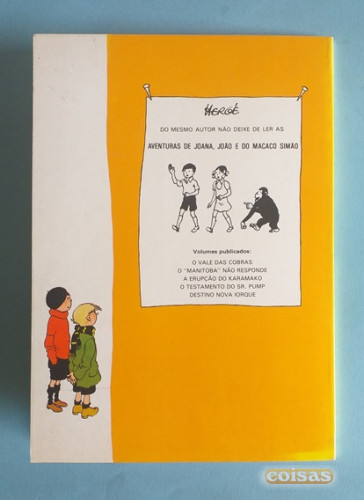 HERGÉ
DO MESMO AUTOR NÃO DEIXE DE LER AS
AVENTURAS DE JOANA, JOÃO E DO MACACO SIMÃO
Volumes publicados:
O VALE DAS COBRAS
O "MANITOBA" NÃO RESPONDE
A ERUPÇÃO DO KARAMAKO
O TESTAMENTO DO SR. PUMP
DESTINO NOVA IORQUE
coisas